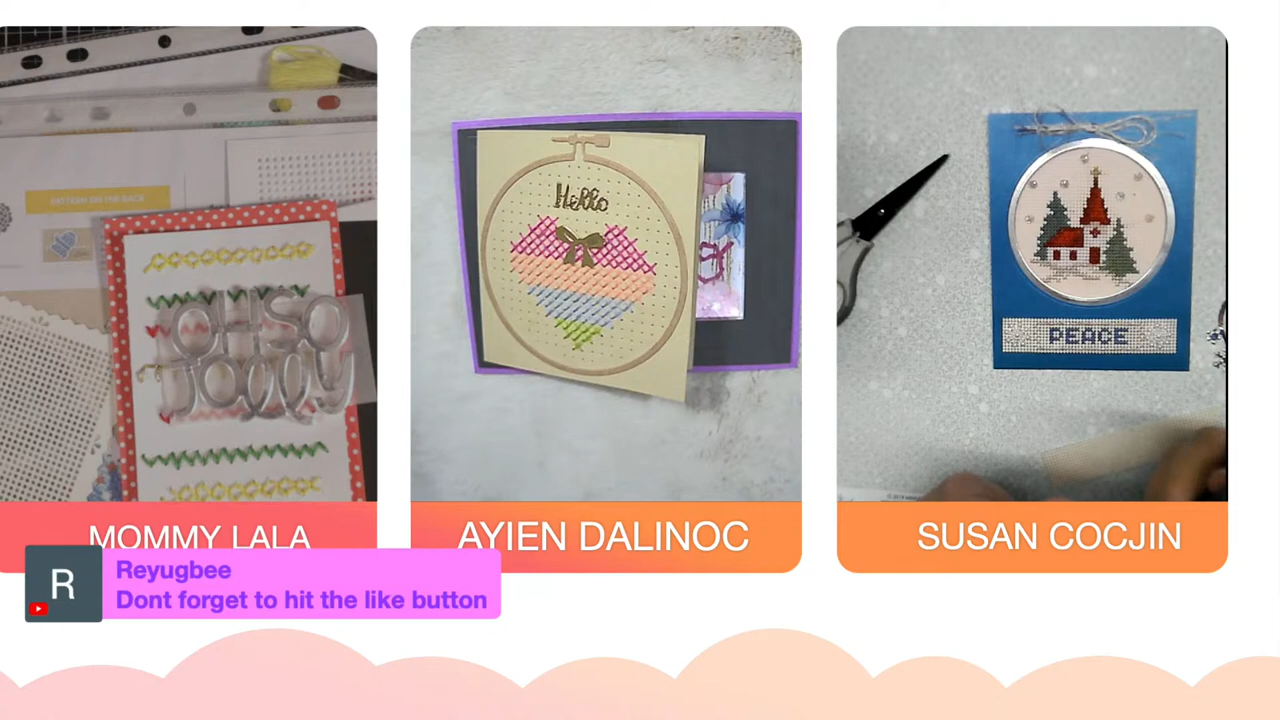 PATTERN ON THE BACK
OH SO
Jolly
Hello
PEACE
MOMMY LALA
AYIEN DALINOC
SUSAN COCJIN
R
Reyugbee
Dont forget to hit the like button